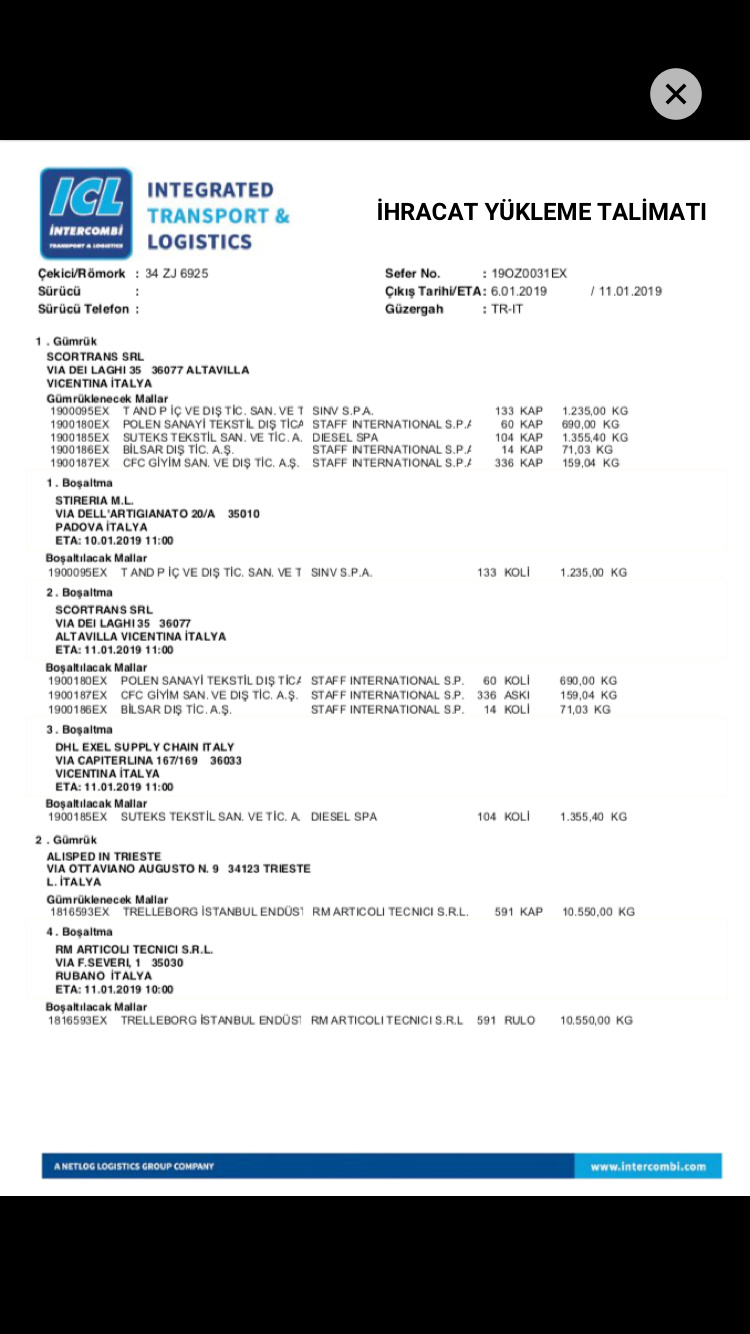 ICL
İNTERCOMBİ
TRANSPORT & LOGISTICS
INTEGRATED
TRANSPORT &
LOGISTICS
İHRACAT YÜKLEME TALİMATI
Çekici/Römork : 34 ZJ 6925
Sürücü :
Sürücü Telefon :
Sefer No. : 19OZ0031EX
Çıkış Tarihi/ETA: 6.01.2019 / 11.01.2019
Güzergah : TR-IT
1 . Gümrük
SCORTRANS SRL
VIA DEI LAGHI 35 36077 ALTAVILLA
VICENTINA İTALYA
Gümrüklenecek Mallar
1900095EX T AND P İÇ VE DIŞ TİC. SAN. VE T SINV S.P.A. 133 KAP 1.235,00 KG
1900180EX POLEN SANAYİ TEKSTİL DIŞ TİCA STAFF INTERNATIONAL S.P.A 60 KAP 690,00 KG
1900185EX SUTEKS TEKSTİL SAN. VE TİC. A. DIESEL SPA 104 KAP 1.355,40 KG
1900186EX BİLSAR DIŞ TİC. A.Ş. STAFF INTERNATIONAL S.P.A 14 KAP 71,03 KG
1900187EX CFC GİYİM SAN. VE DIŞ TİC. A.Ş. STAFF INTERNATIONAL S.P.A 336 KAP 159,04 KG
1 . Boşaltma
STIRERIA M.L.
VIA DELL'ARTIGIANATO 20/A 35010
PADOVA İTALYA
ETA: 10.01.2019 11:00
Boşaltılacak Mallar
1900095EX T AND P İÇ VE DIŞ TİC. SAN. VE T SINV S.P.A. 133 KOLİ 1.235,00 KG
2 . Boşaltma
SCORTRANS SRL
VIA DEI LAGHI 35 36077
ALTAVILLA VICENTINA İTALYA
ETA: 11.01.2019 11:00
Boşaltılacak Mallar
1900180EX POLEN SANAYİ TEKSTİL DIŞ TİCA STAFF INTERNATIONAL S.P. 60 KOLİ 690,00 KG
1900187EX CFC GİYİM SAN. VE DIŞ TİC. A.Ş. STAFF INTERNATIONAL S.P. 336 ASKI 159,04 KG
1900186EX BİLSAR DIŞ TİC. A.Ş. STAFF INTERNATIONAL S.P. 14 KOLİ 71,03 KG
3 . Boşaltma
DHL EXEL SUPPLY CHAIN ITALY
VIA CAPITERLINA 167/169 36033
VICENTINA İTALYA
ETA: 11.01.2019 11:00
Boşaltılacak Mallar
1900185EX SUTEKS TEKSTİL SAN. VE TİC. A. DIESEL SPA 104 KOLİ 1.355,40 KG
2 . Gümrük
ALISPED IN TRIESTE
VIA OTTAVIANO AUGUSTO N. 9 34123 TRIESTE
L. İTALYA
Gümrüklenecek Mallar
1816593EX TRELLEBORG İSTANBUL ENDÜST RM ARTICOLI TECNICI S.R.L. 591 KAP 10.550,00 KG
4 . Boşaltma
RM ARTICOLI TECNICI S.R.L.
VIA F.SEVERI, 1 35030
RUBANO İTALYA
ETA: 11.01.2019 10:00
Boşaltılacak Mallar
1816593EX TRELLEBORG İSTANBUL ENDÜST RM ARTICOLI TECNICI S.R.L 591 RULO 10.550,00 KG
A NETLOG LOGISTICS GROUP COMPANY
www.intercombi.com